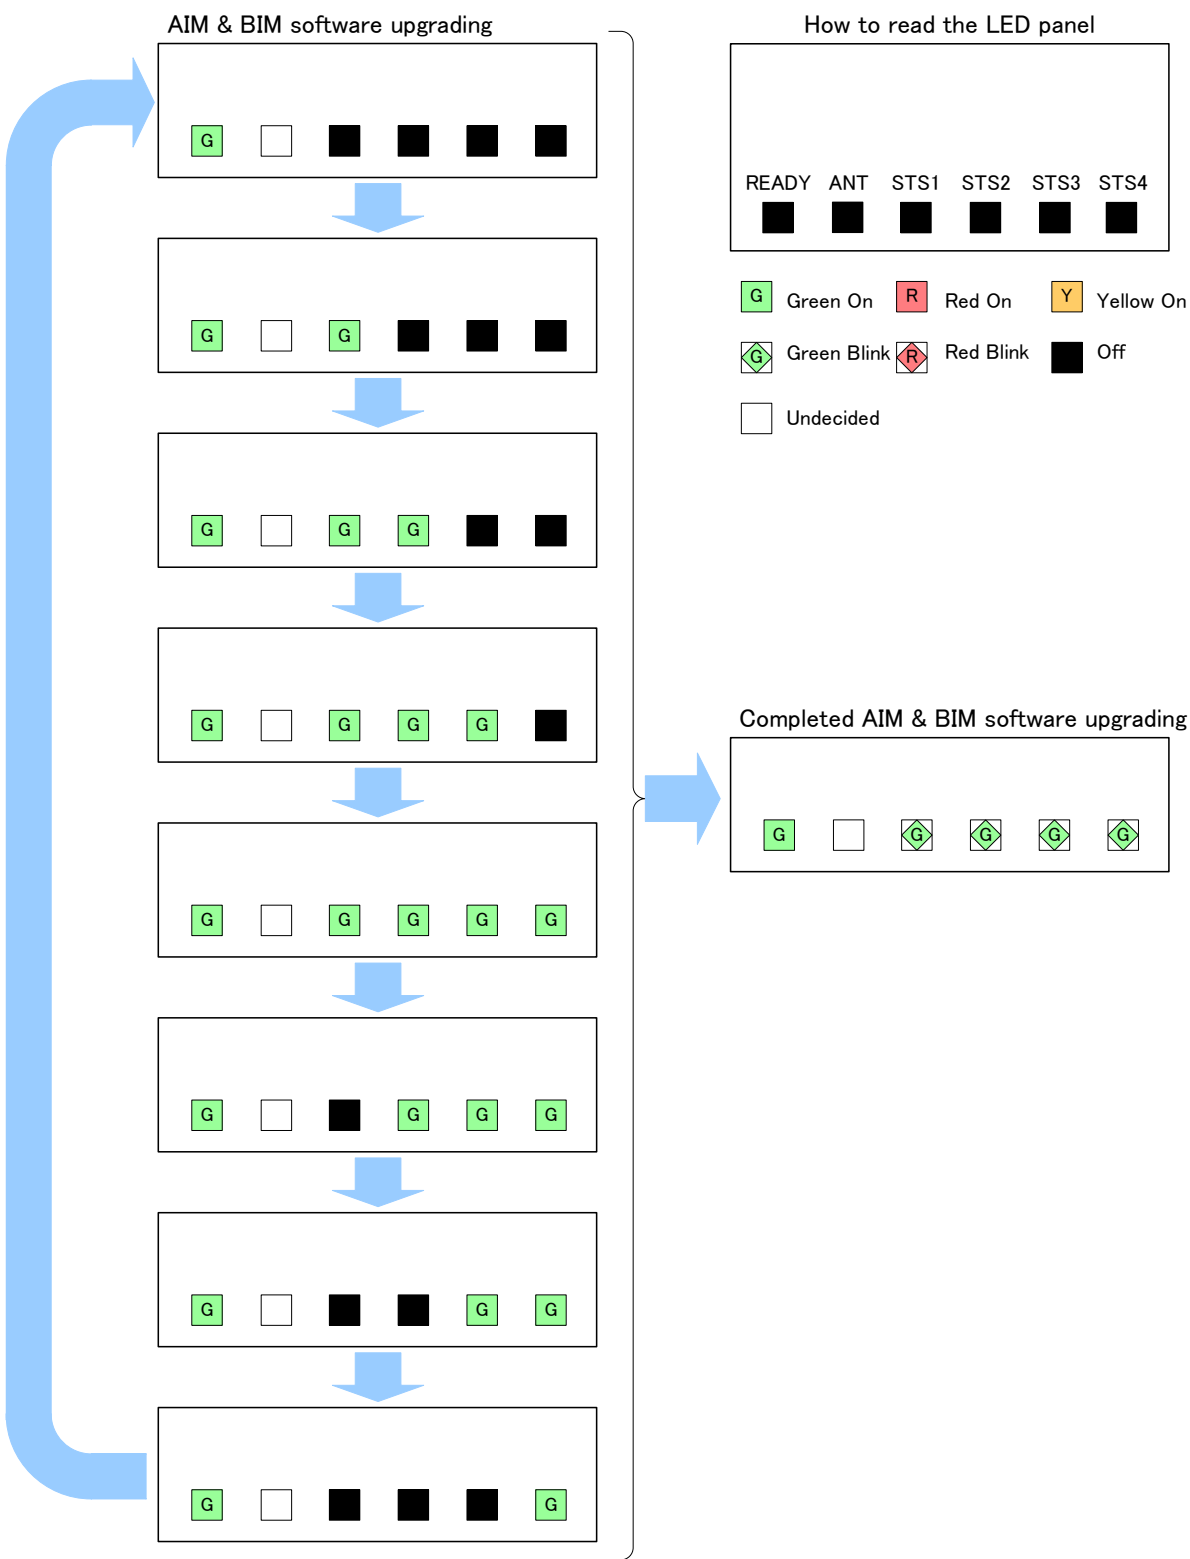 AIM & BIM software upgrading
G
G G
G G G
G G G G
G G G G G
G G G G
G G G
G G
How to read the LED panel
READY ANT STS1 STS2 STS3 STS4
G Green On R Red On Y Yellow On
G Green Blink R Red Blink Off
Undecided
Completed AIM & BIM software upgrading
G G G G G